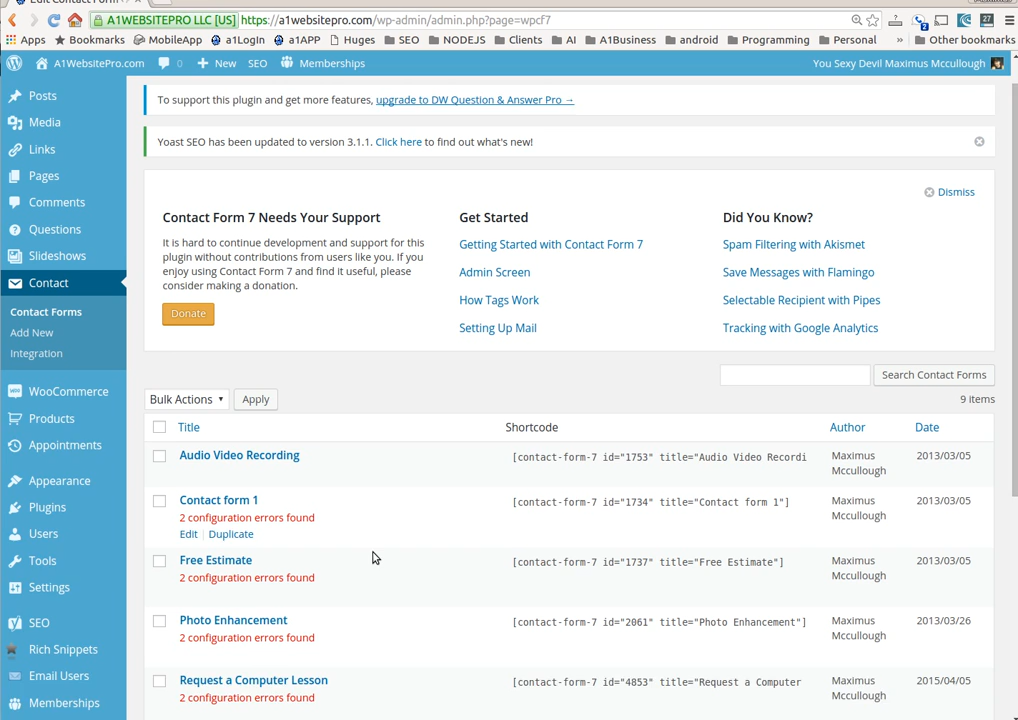 Edit Contact Form
Maximus
A1WEBSITEPRO LLC [US] https://a1websitepro.com/wp-admin/admin.php?page=wpcf7
Apps Bookmarks MobileApp a1LogIn a1APP Huges SEO NODEJS Clients AI A1Business android Programming Personal » Other bookmarks
A1WebSitePro.com 0 New SEO Memberships You Sexy Devil Maximus Mccullough
Posts
Media
Links
Pages
Comments
Questions
Slideshows
Contact
Contact Forms
Add New
Integration
WooCommerce
Products
Appointments
Appearance
Plugins
Users
Tools
Settings
SEO
Rich Snippets
Email Users
Memberships
To support this plugin and get more features, upgrade to DW Question & Answer Pro →
Yoast SEO has been updated to version 3.1.1. Click here to find out what's new!
Dismiss
Contact Form 7 Needs Your Support
It is hard to continue development and support for this
plugin without contributions from users like you. If you
enjoy using Contact Form 7 and find it useful, please
consider making a donation.
Donate
Get Started
Getting Started with Contact Form 7
Admin Screen
How Tags Work
Setting Up Mail
Did You Know?
Spam Filtering with Akismet
Save Messages with Flamingo
Selectable Recipient with Pipes
Tracking with Google Analytics
Search Contact Forms
Bulk Actions Apply 9 items
Title Shortcode Author Date
Audio Video Recording [contact-form-7 id="1753" title="Audio Video Recordi Maximus Mccullough 2013/03/05
Contact form 1 [contact-form-7 id="1734" title="Contact form 1"] Maximus Mccullough 2013/03/05
2 configuration errors found
Edit | Duplicate
Free Estimate [contact-form-7 id="1737" title="Free Estimate"] Maximus Mccullough 2013/03/05
2 configuration errors found
Photo Enhancement [contact-form-7 id="2061" title="Photo Enhancement"] Maximus Mccullough 2013/03/26
2 configuration errors found
Request a Computer Lesson [contact-form-7 id="4853" title="Request a Computer Maximus Mccullough 2015/04/05
2 configuration errors found